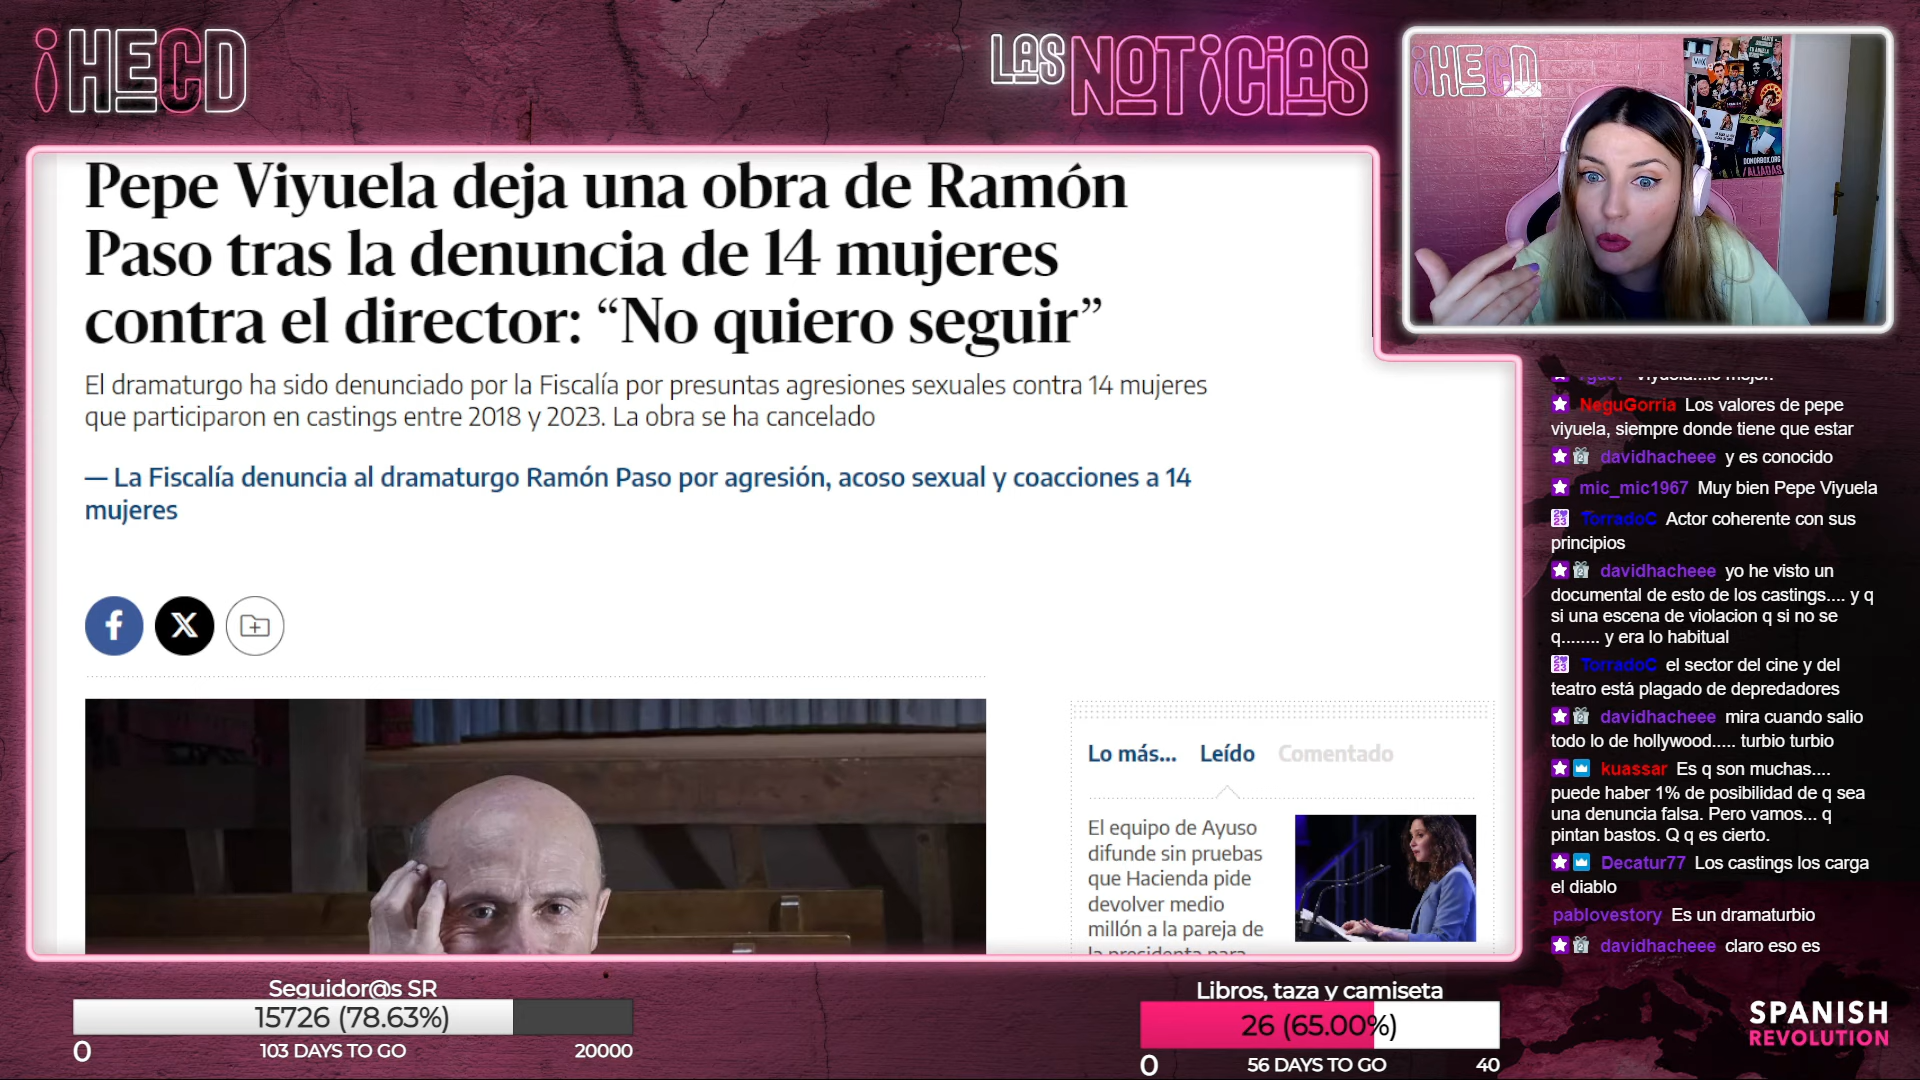 ¡HECD
LAS NOTICIAS
¡HECD
DONORBOX.ORG
/ALIADAS
Pepe Viyuela deja una obra de Ramón
Paso tras la denuncia de 14 mujeres
contra el director: “No quiero seguir”
El dramaturgo ha sido denunciado por la Fiscalía por presuntas agresiones sexuales contra 14 mujeres
que participaron en castings entre 2018 y 2023. La obra se ha cancelado
— La Fiscalía denuncia al dramaturgo Ramón Paso por agresión, acoso sexual y coacciones a 14
mujeres
Lo más... Leído Comentado
El equipo de Ayuso
difunde sin pruebas
que Hacienda pide
devolver medio
millón a la pareja de
la presidenta para
NeguGorria Los valores de pepe
viyuela, siempre donde tiene que estar
davidhacheee y es conocido
mic_mic1967 Muy bien Pepe Viyuela
TorradoC Actor coherente con sus
principios
davidhacheee yo he visto un
documental de esto de los castings.... y q
si una escena de violacion q si no se
q........ y era lo habitual
TorradoC el sector del cine y del
teatro está plagado de depredadores
davidhacheee mira cuando salio
todo lo de hollywood..... turbio turbio
kuassar Es q son muchas....
puede haber 1% de posibilidad de q sea
una denuncia falsa. Pero vamos... q
pintan bastos. Q q es cierto.
Decatur77 Los castings los carga
el diablo
pablovestory Es un dramaturbio
davidhacheee claro eso es
Seguidor@s SR
15726 (78.63%)
0 103 DAYS TO GO 20000
Libros, taza y camiseta
26 (65.00%)
0 56 DAYS TO GO 40
SPANISH
REVOLUTION